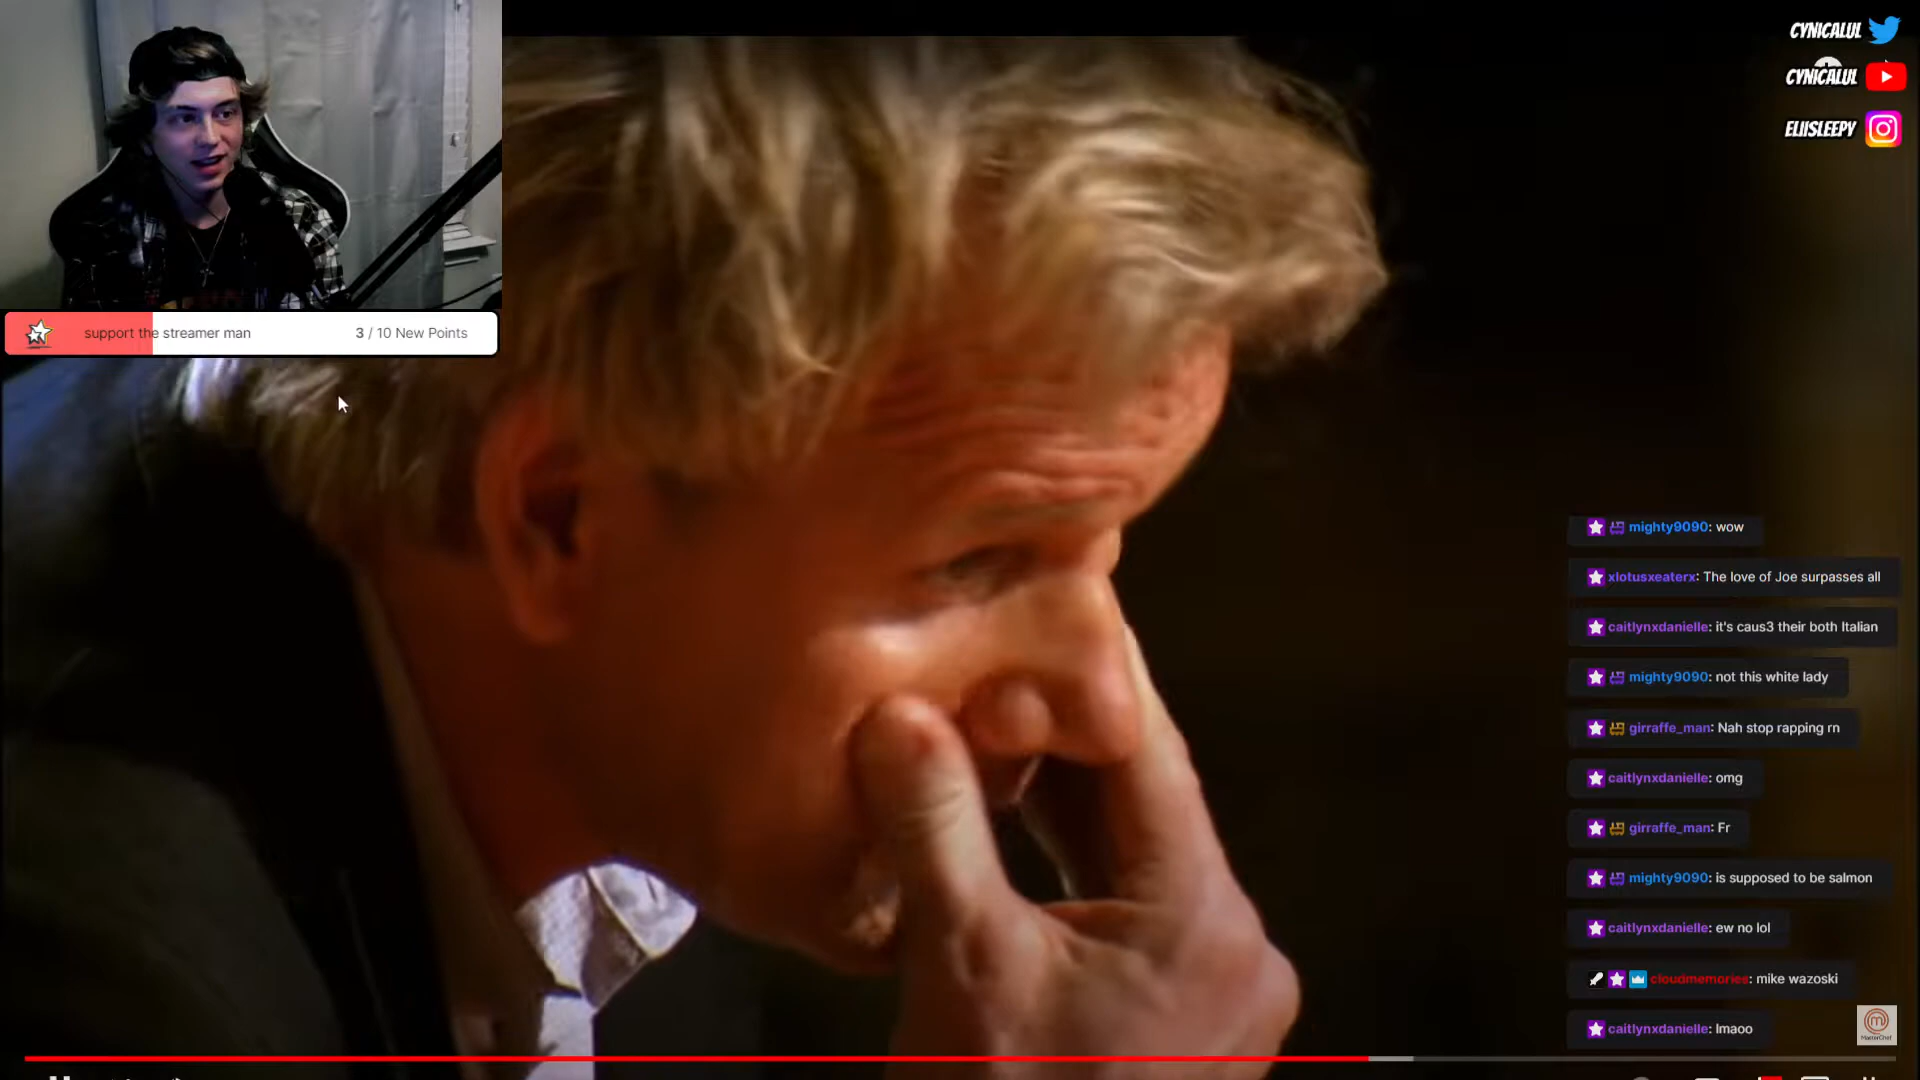 CYNICALUL
CYNICALUL
ELIISLEEPY
support the streamer man 3 / 10 New Points
mighty9090: wow
xlotusxeaterx: The love of Joe surpasses all
caitlynxdanielle: it's caus3 their both Italian
mighty9090: not this white lady
girraffe_man: Nah stop rapping rn
caitlynxdanielle: omg
girraffe_man: Fr
mighty9090: is supposed to be salmon
caitlynxdanielle: ew no lol
cloudmemories: mike wazoski
caitlynxdanielle: lmaoo
MasterChef